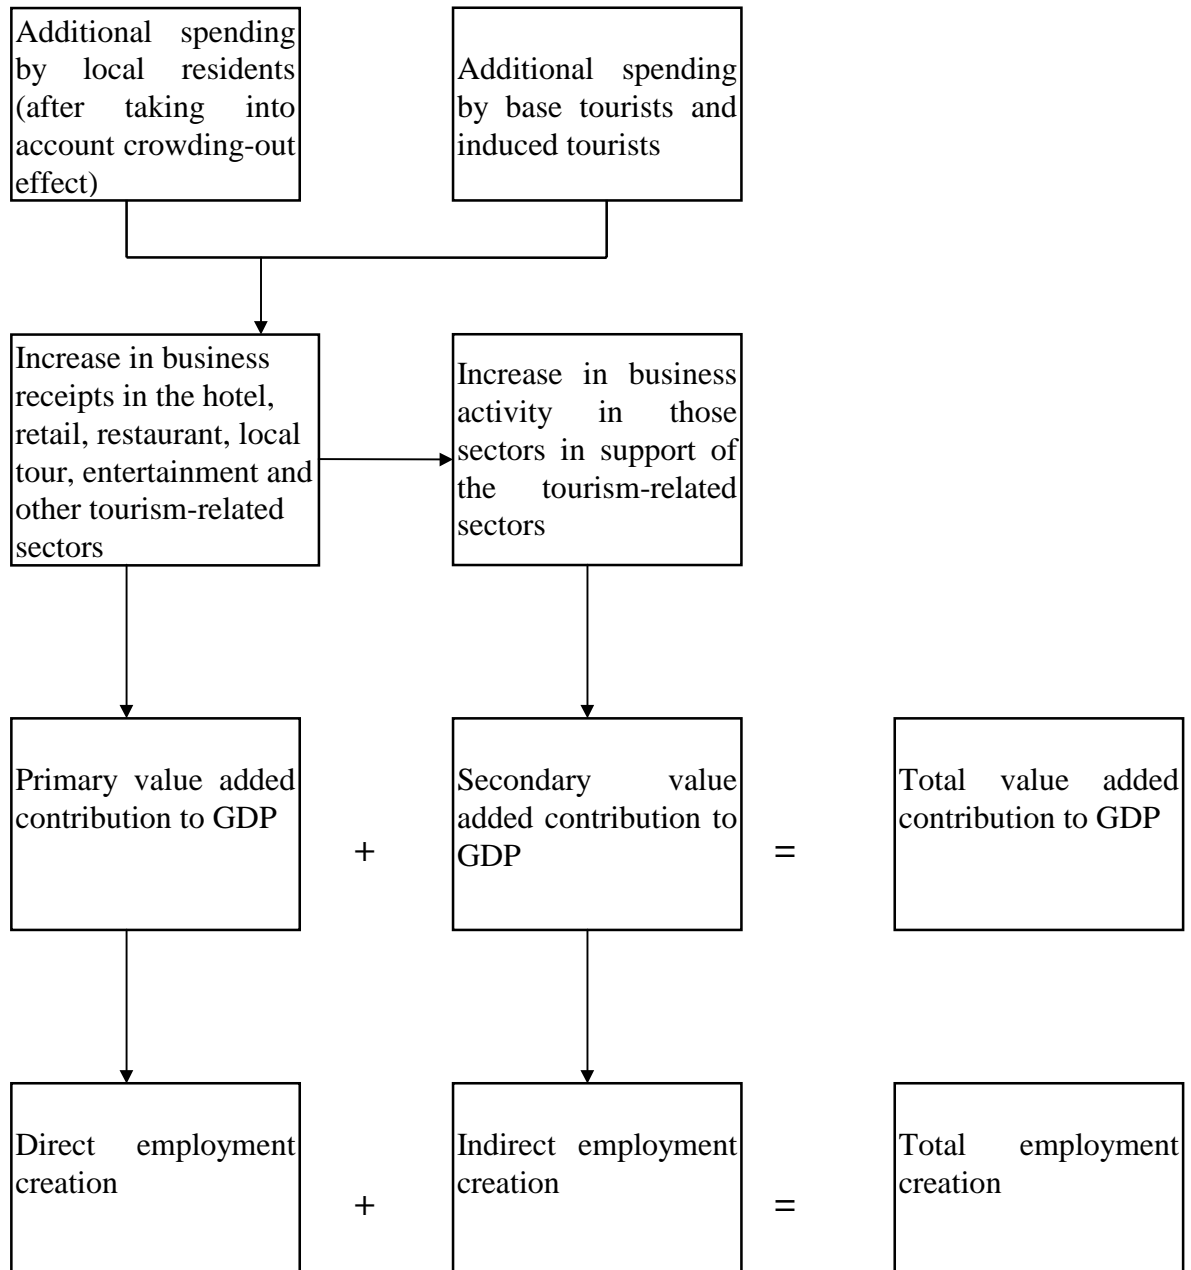 Additional spending
by local residents
(after taking into
account crowding-out
effect)
Additional spending
by base tourists and
induced tourists
Increase in business
receipts in the hotel,
retail, restaurant, local
tour, entertainment and
other tourism-related
sectors
Increase in business
activity in those
sectors in support of
the tourism-related
sectors
Primary value added
contribution to GDP
+
Secondary value
added contribution to
GDP
=
Total value added
contribution to GDP
Direct employment
creation
+
Indirect employment
creation
=
Total employment
creation